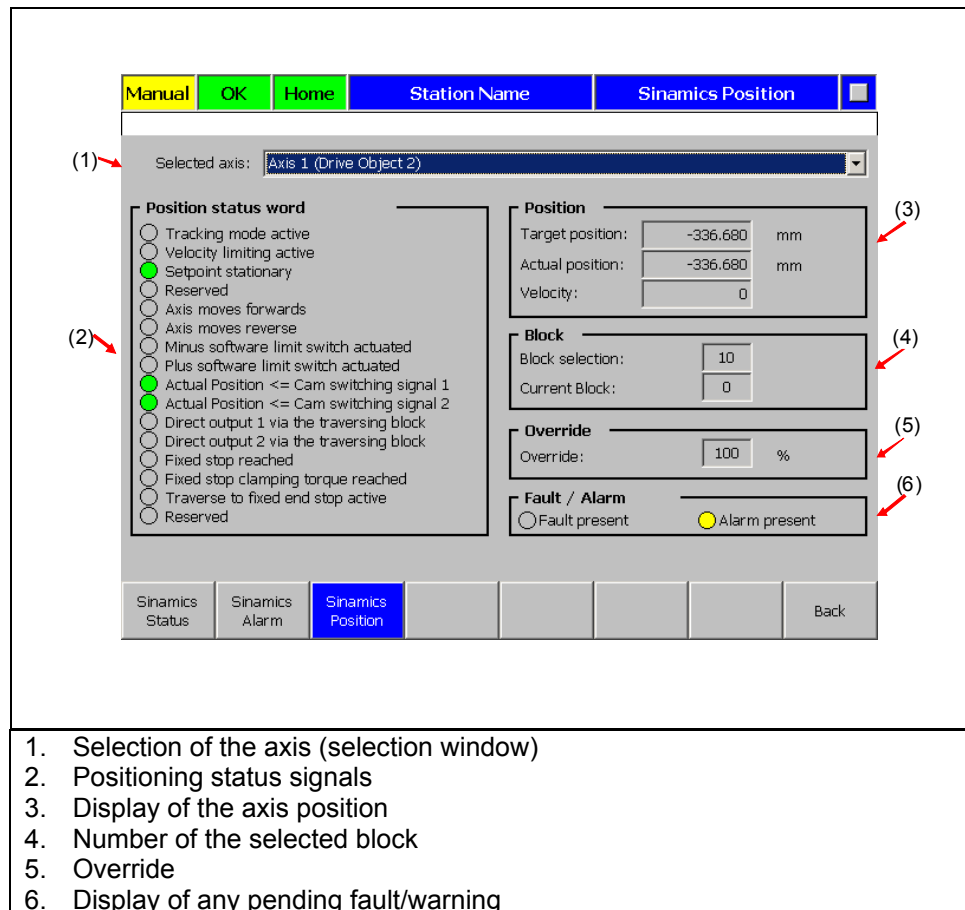 Manual OK Home Station Name Sinamics Position
(1) Selected axis: Axis 1 (Drive Object 2)
(2)
Position status word
Tracking mode active
Velocity limiting active
Setpoint stationary
Reserved
Axis moves forwards
Axis moves reverse
Minus software limit switch actuated
Plus software limit switch actuated
Actual Position <= Cam switching signal 1
Actual Position <= Cam switching signal 2
Direct output 1 via the traversing block
Direct output 2 via the traversing block
Fixed stop reached
Fixed stop clamping torque reached
Traverse to fixed end stop active
Reserved
Position (3)
Target position: -336.680 mm
Actual position: -336.680 mm
Velocity: 0
Block (4)
Block selection: 10
Current Block: 0
Override (5)
Override: 100 %
Fault / Alarm (6)
Fault present Alarm present
Sinamics Status
Sinamics Alarm
Sinamics Position
Back
1. Selection of the axis (selection window)
2. Positioning status signals
3. Display of the axis position
4. Number of the selected block
5. Override
6. Display of any pending fault/warning